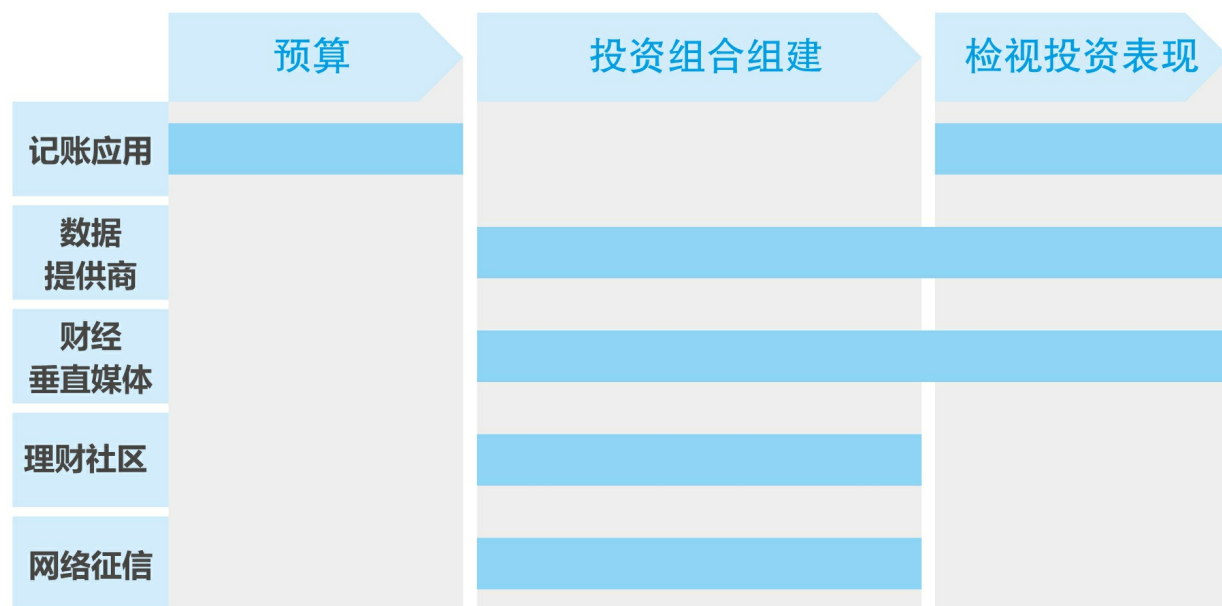 预算
投资组合组建
检视投资表现
记账应用
数据
提供商
财经
垂直媒体
理财社区
网络征信